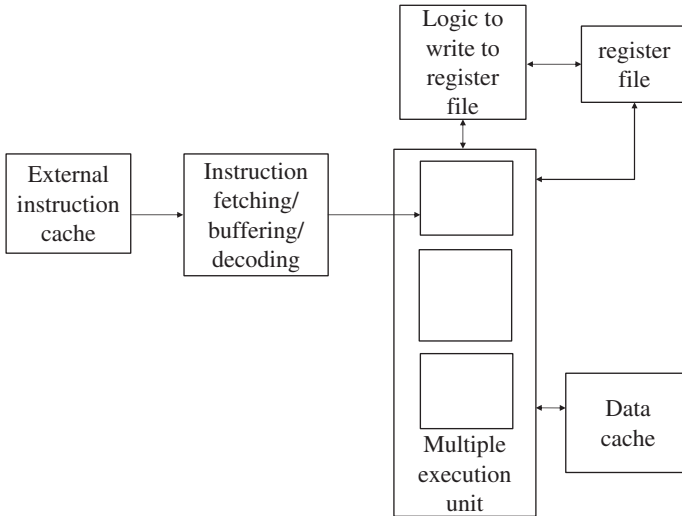 Logic to
write to
register
file
register
file
External
instruction
cache
Instruction
fetching/
buffering/
decoding
Multiple
execution
unit
Data
cache